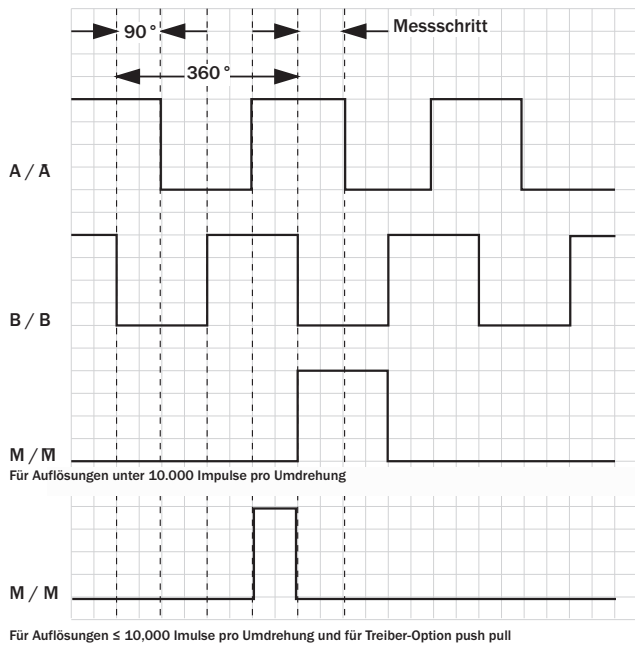 90°
Messschritt
360°
A / A̅
B / B
M / M̅
Für Auflösungen unter 10.000 Impulse pro Umdrehung
M / M
Für Auflösungen ≤ 10,000 Imulse pro Umdrehung und für Treiber-Option push pull